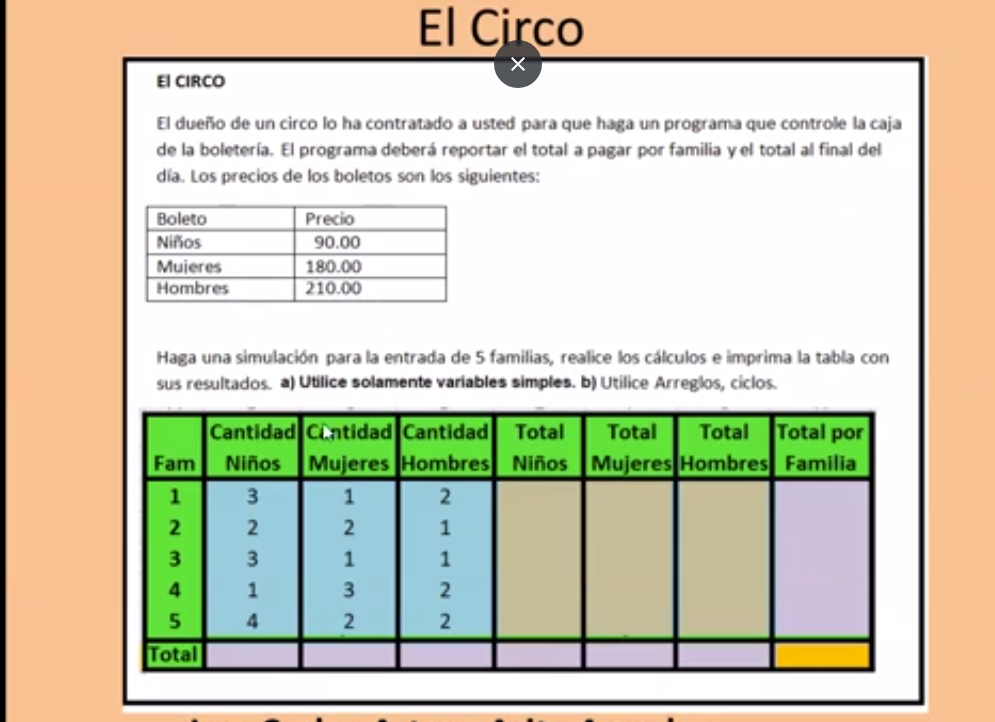 El Circo
El CIRCO
El dueño de un circo lo ha contratado a usted para que haga un programa que controle la caja
de la boletería. El programa deberá reportar el total a pagar por familia y el total al final del
día. Los precios de los boletos son los siguientes:
Boleto Precio
Niños 90.00
Mujeres 180.00
Hombres 210.00
Haga una simulación para la entrada de 5 familias, realice los cálculos e imprima la tabla con
sus resultados. a) Utilice solamente variables simples. b) Utilice Arreglos, ciclos.
Cantidad Cantidad Cantidad Total Total Total Total por
Fam Niños Mujeres Hombres Niños Mujeres Hombres Familia
1 3 1 2
2 2 2 1
3 3 1 1
4 1 3 2
5 4 2 2
Total